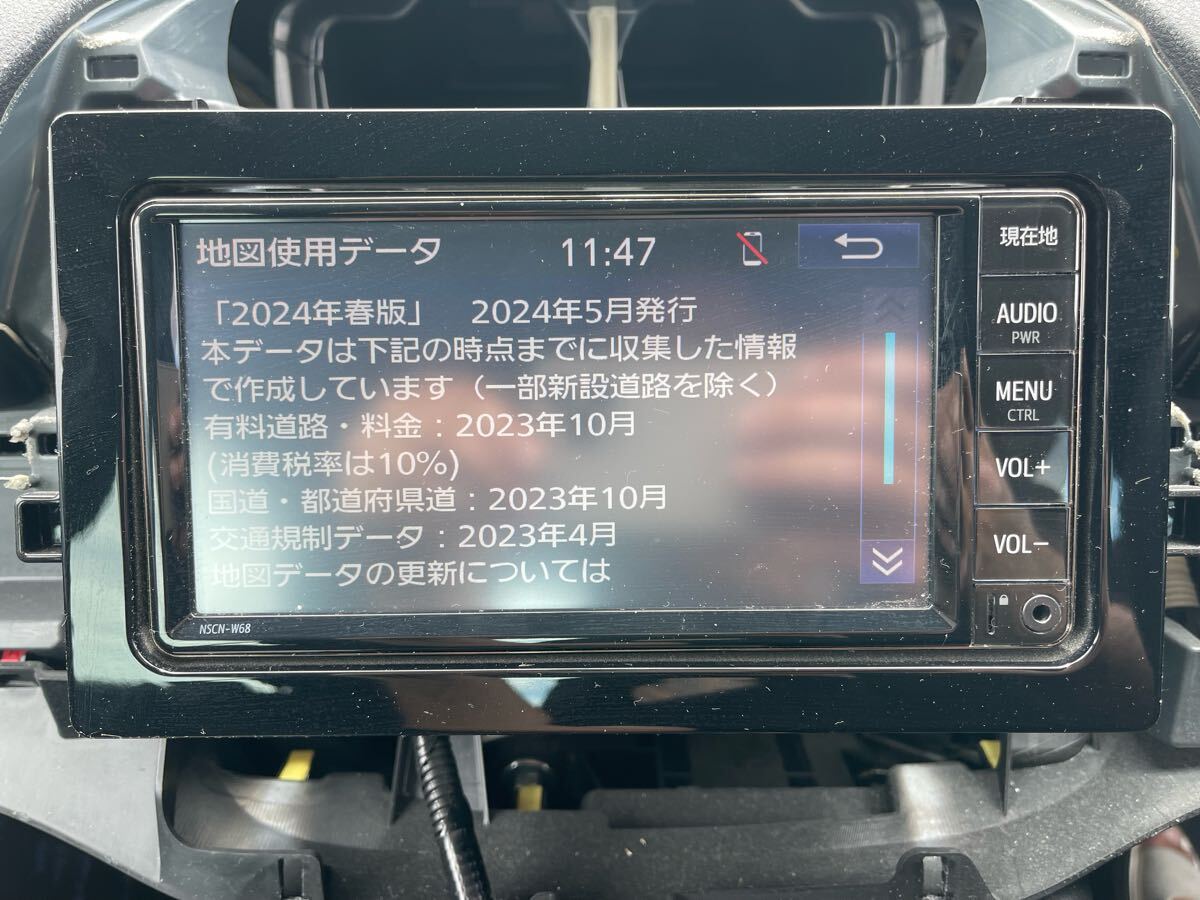 地図使用データ 11:47
「2024年春版」 2024年5月発行
本データは下記の時点までに収集した情報
で作成しています（一部新設道路を除く）
有料道路・料金：2023年10月
(消費税率は10%)
国道・都道府県道：2023年10月
交通規制データ：2023年4月
地図データの更新については
NSCN-W68
現在地
AUDIO
PWR
MENU
CTRL
VOL+
VOL-